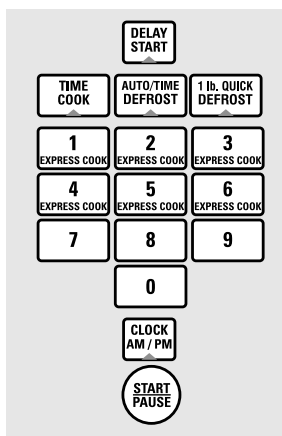 DELAY
START
TIME
COOK
AUTO/TIME
DEFROST
1 lb. QUICK
DEFROST
1
EXPRESS COOK
2
EXPRESS COOK
3
EXPRESS COOK
4
EXPRESS COOK
5
EXPRESS COOK
6
EXPRESS COOK
7
8
9
0
CLOCK
AM / PM
START
PAUSE